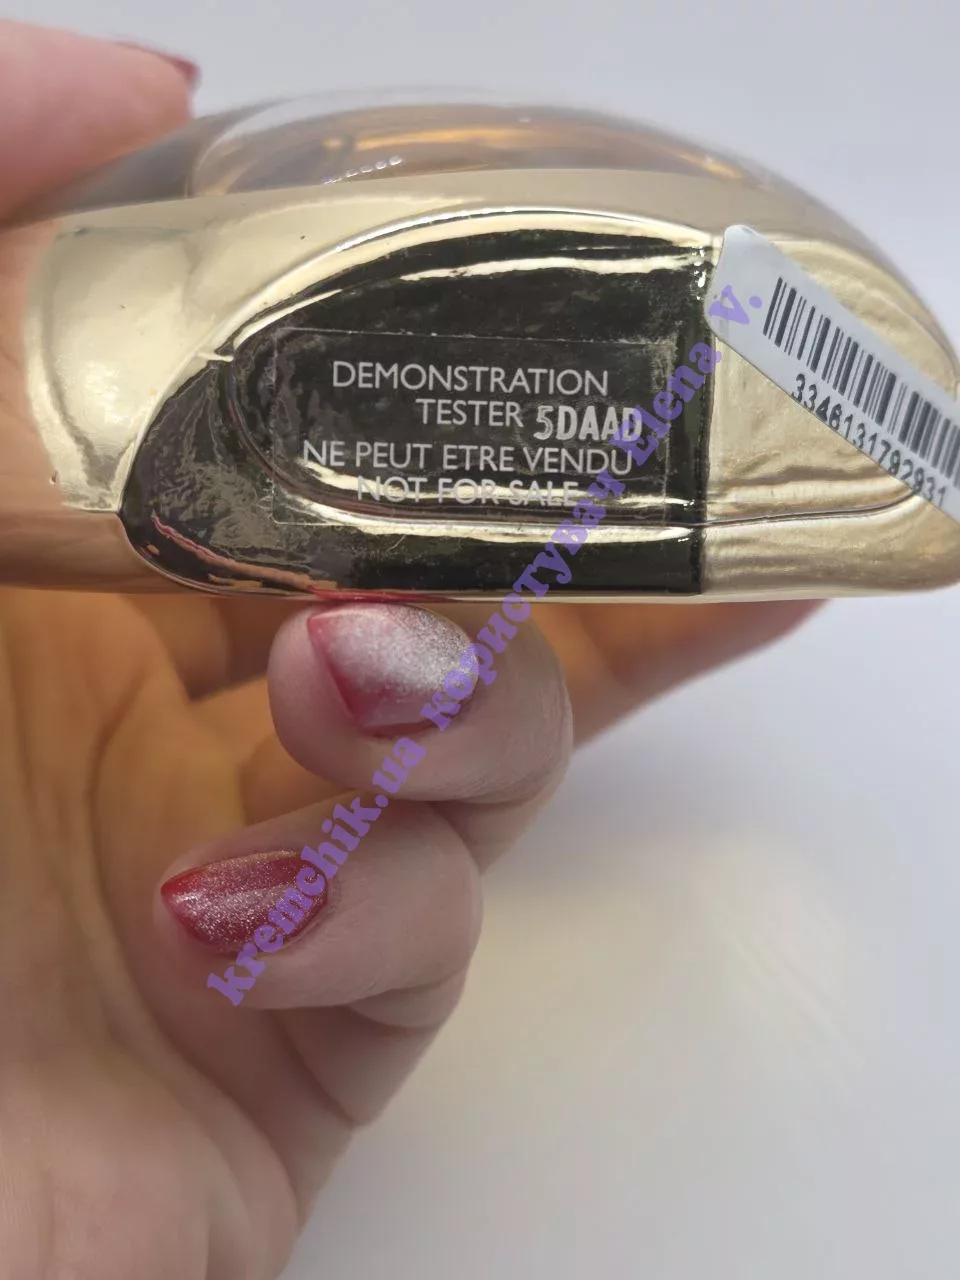 DEMONSTRATION
TESTER 5DAAD
NE PEUT ETRE VENDU
NOT FOR SALE
3346131792931
kremchik.ua користувач Elena v.